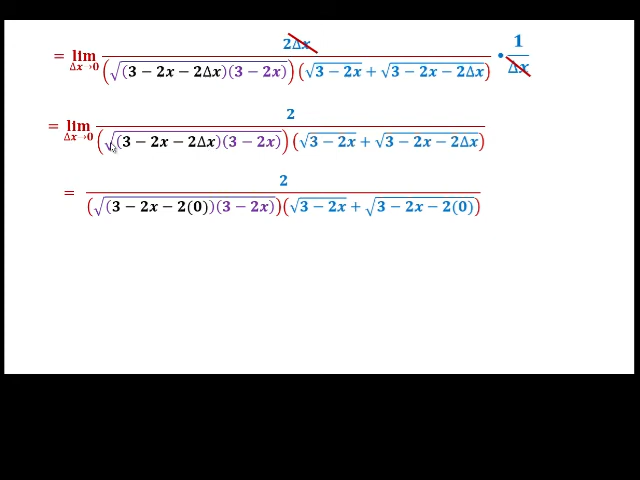 = lim Δx→0 2Δx / (√(3 − 2x − 2Δx)(3 − 2x)) (√3 − 2x + √3 − 2x − 2Δx) • 1 / Δx
= lim Δx→0 2 / (√(3 − 2x − 2Δx)(3 − 2x)) (√3 − 2x + √3 − 2x − 2Δx)
= 2 / (√(3 − 2x − 2(0))(3 − 2x))(√3 − 2x + √3 − 2x − 2(0))